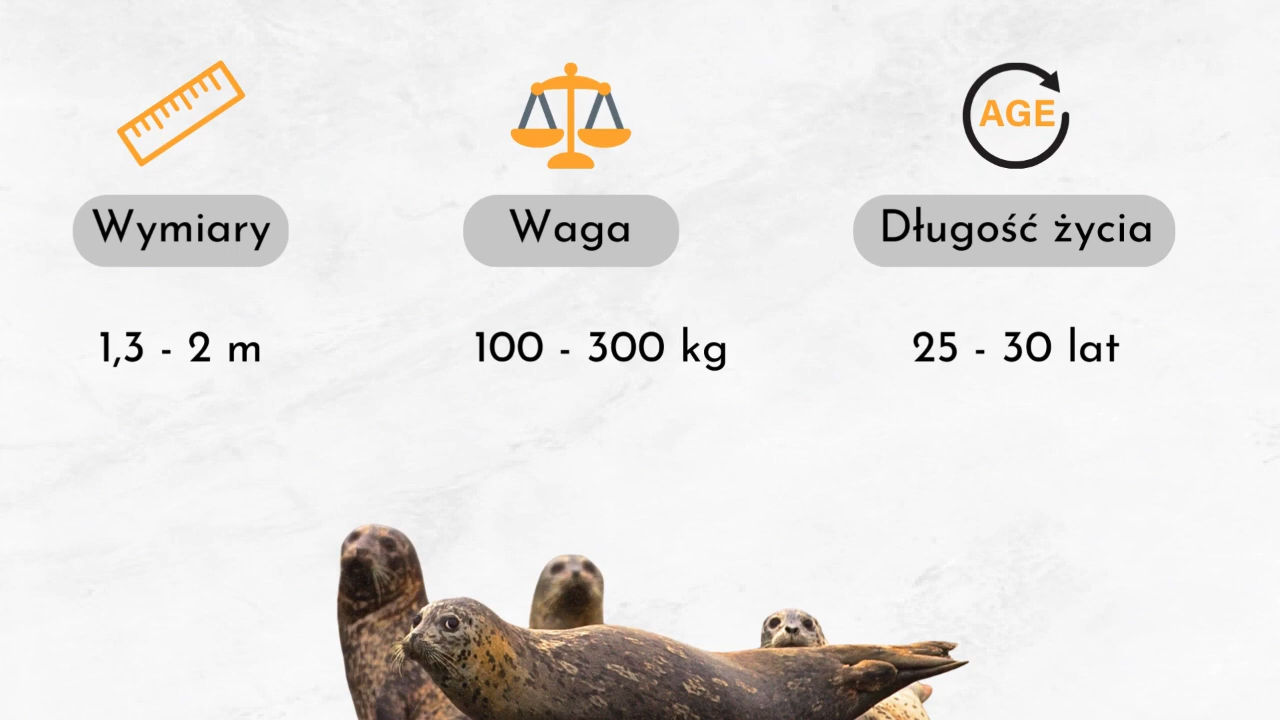 AGE
Wymiary
Waga
Długość życia
1,3 - 2 m
100 - 300 kg
25 - 30 lat